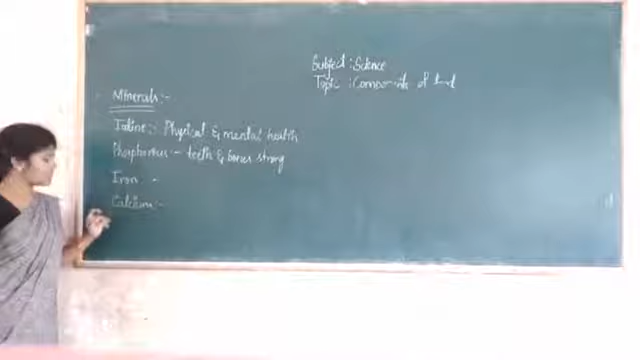 Subject : Science
Topic : Components of food
Minerals :-
Iodine :- Physical & mental health
Phosphorous - teeth & bones strong
Iron -
Calcium :-